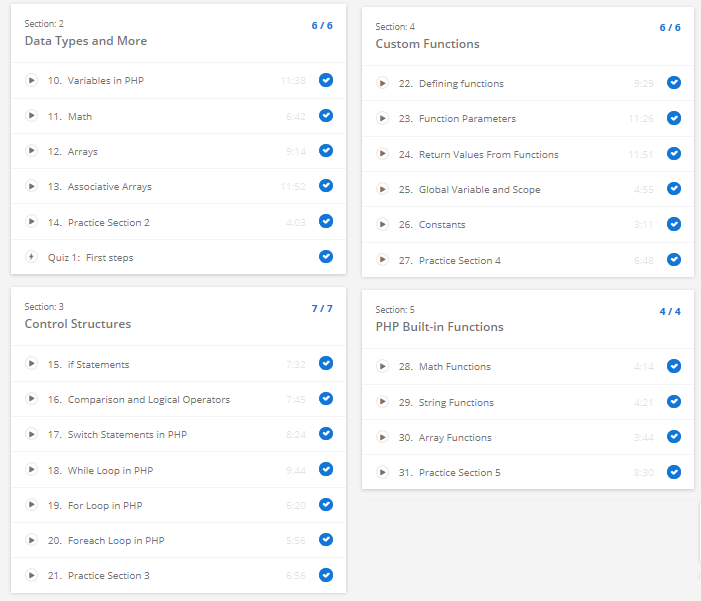 Section: 2
6 / 6
Data Types and More
10. Variables in PHP 11:38
11. Math 6:42
12. Arrays 9:14
13. Associative Arrays 11:52
14. Practice Section 2 4:03
Quiz 1: First steps
Section: 3
7 / 7
Control Structures
15. if Statements 7:32
16. Comparison and Logical Operators 7:45
17. Switch Statements in PHP 8:24
18. While Loop in PHP 9:44
19. For Loop in PHP 6:20
20. Foreach Loop in PHP 5:56
21. Practice Section 3 6:56
Section: 4
6 / 6
Custom Functions
22. Defining functions 9:29
23. Function Parameters 11:26
24. Return Values From Functions 11:51
25. Global Variable and Scope 4:55
26. Constants 3:11
27. Practice Section 4 6:48
Section: 5
4 / 4
PHP Built-in Functions
28. Math Functions 4:14
29. String Functions 4:21
30. Array Functions 3:44
31. Practice Section 5 8:30